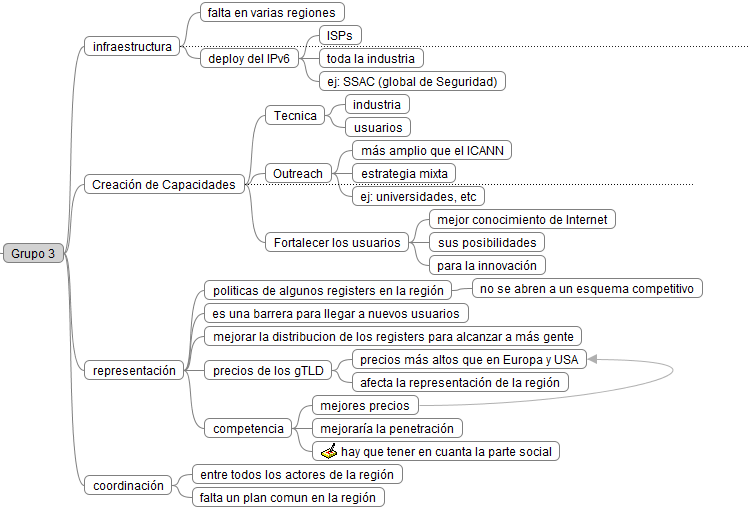 Grupo 3
infraestructura
falta en varias regiones
deploy del IPv6
ISPs
toda la industria
ej: SSAC (global de Seguridad)
Creación de Capacidades
Tecnica
industria
usuarios
Outreach
más amplio que el ICANN
estrategia mixta
ej: universidades, etc
Fortalecer los usuarios
mejor conocimiento de Internet
sus posibilidades
para la innovación
representación
politicas de algunos registers en la región
no se abren a un esquema competitivo
es una barrera para llegar a nuevos usuarios
mejorar la distribucion de los registers para alcanzar a más gente
precios de los gTLD
precios más altos que en Europa y USA
afecta la representación de la región
competencia
mejores precios
mejoraría la penetración
hay que tener en cuanta la parte social
coordinación
entre todos los actores de la región
falta un plan comun en la región